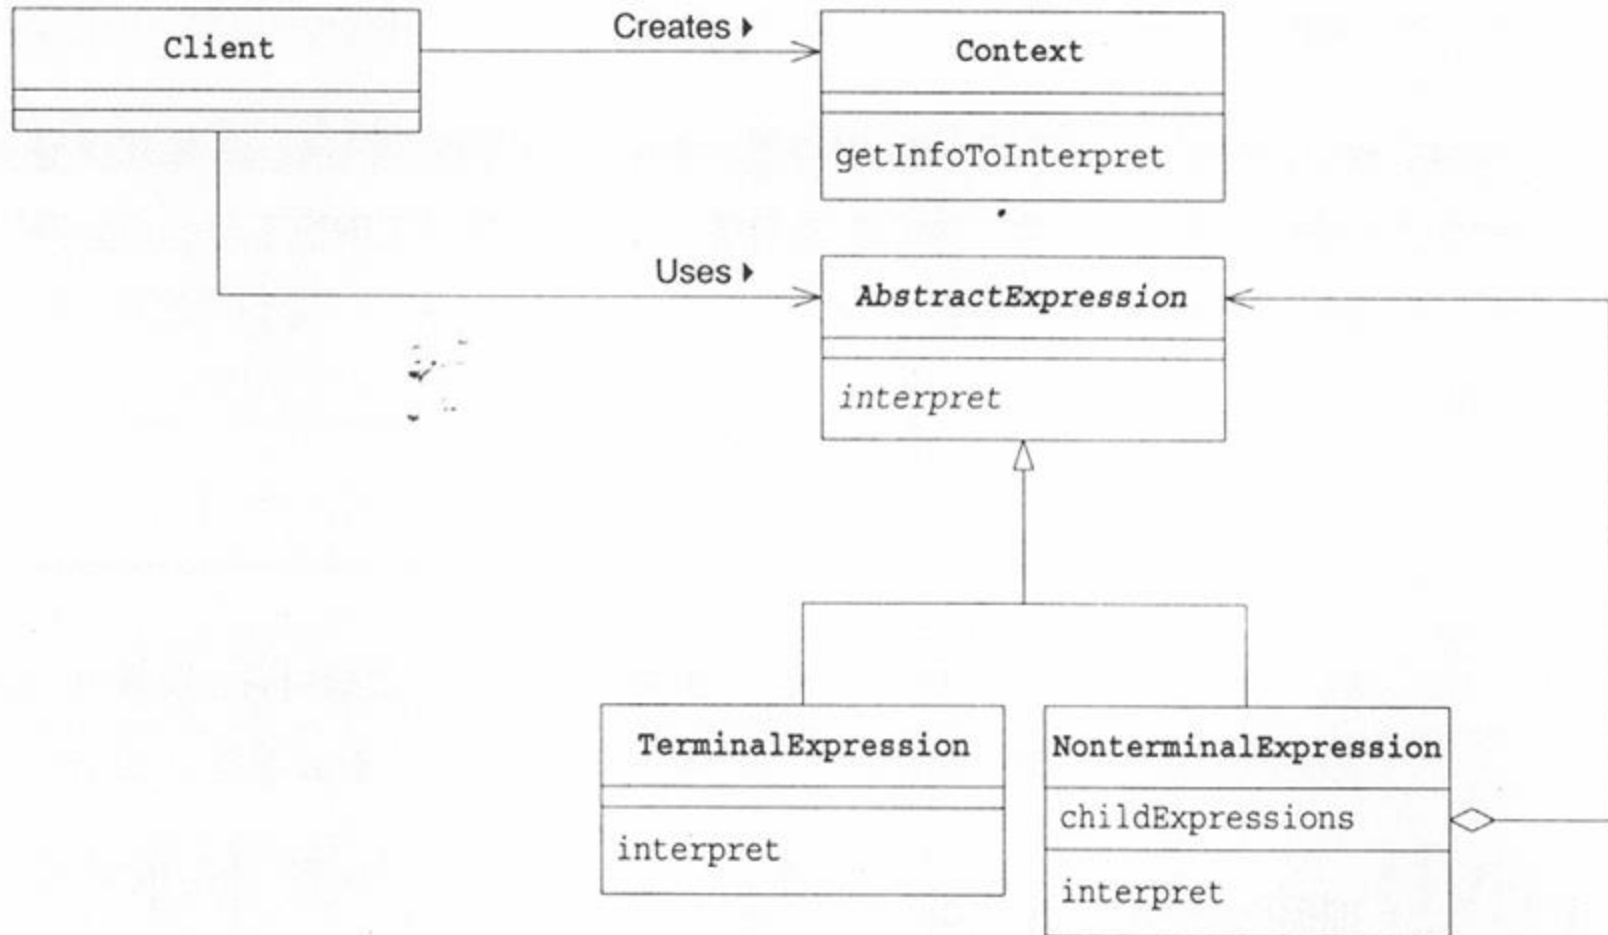 Client
Creates ▶
Context
getInfoToInterpret
Uses ▶
AbstractExpression
interpret
TerminalExpression
interpret
NonterminalExpression
childExpressions
interpret